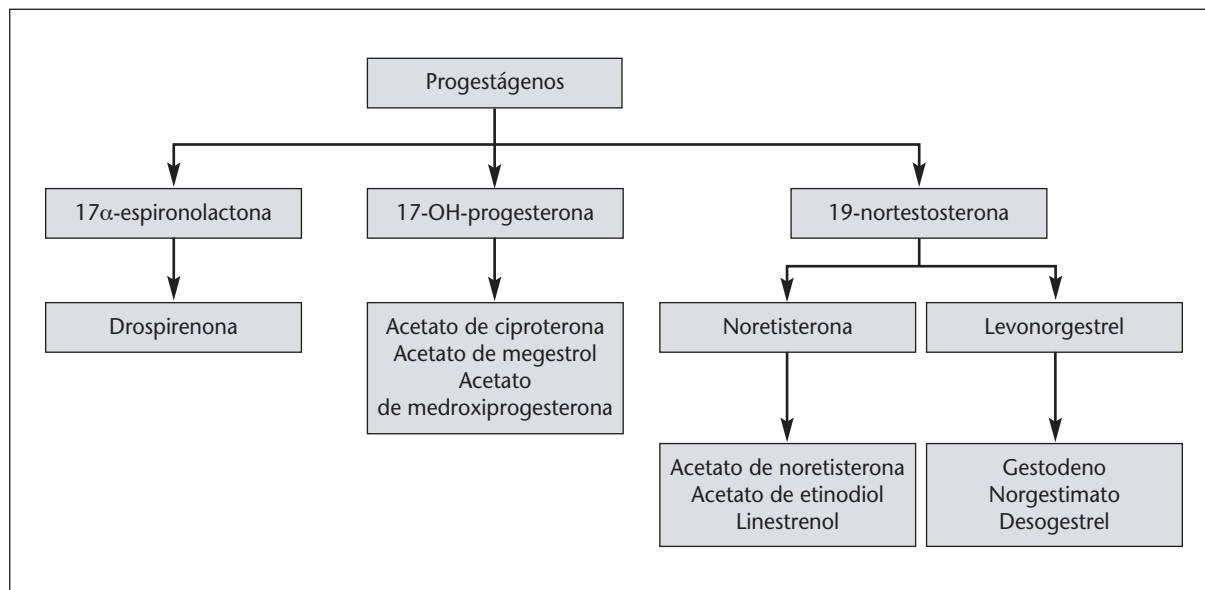 Progestágenos
17α-espironolactona
17-OH-progesterona
19-nortestosterona
Drospirenona
Acetato de ciproterona
Acetato de megestrol
Acetato
de medroxiprogesterona
Noretisterona
Levonorgestrel
Acetato de noretisterona
Acetato de etinodiol
Linestrenol
Gestodeno
Norgestimato
Desogestrel